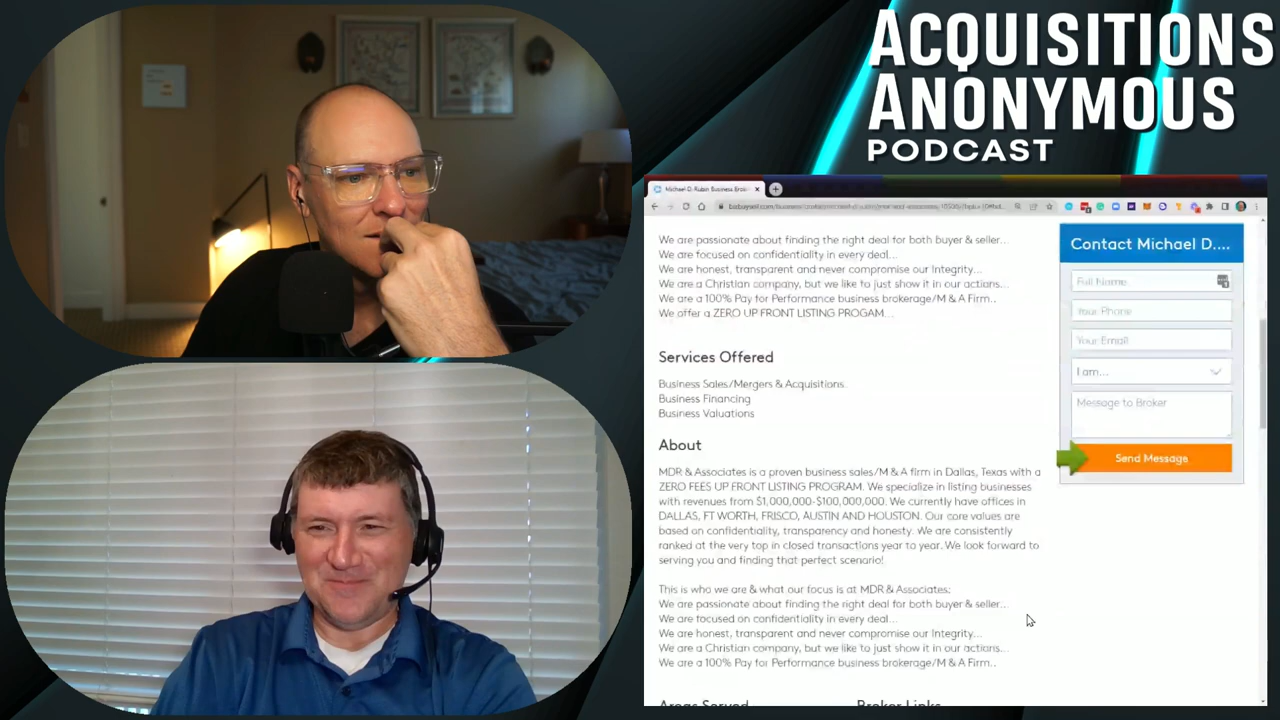 ACQUISITIONS
ANONYMOUS
PODCAST
Michael D. Rubin Business Brok
We are passionate about finding the right deal for both buyer & seller...
We are focused on confidentiality in every deal...
We are honest, transparent and never compromise our Integrity...
We are a Christian company, but we like to just show it in our actions...
We are a 100% Pay for Performance business brokerage/M & A Firm..
We offer a ZERO UP FRONT LISTING PROGAM...
Services Offered
Business Sales/Mergers & Acquisitions
Business Financing
Business Valuations
About
MDR & Associates is a proven business sales/M & A firm in Dallas, Texas with a
ZERO FEES UP FRONT LISTING PROGRAM. We specialize in listing businesses
with revenues from $1,000,000-$100,000,000. We currently have offices in
DALLAS, FT WORTH, FRISCO, AUSTIN AND HOUSTON. Our core values are
based on confidentiality, transparency and honesty. We are consistently
ranked at the very top in closed transactions year to year. We look forward to
serving you and finding that perfect scenario!
This is who we are & what our focus is at MDR & Associates:
We are passionate about finding the right deal for both buyer & seller...
We are focused on confidentiality in every deal...
We are honest, transparent and never compromise our Integrity...
We are a Christian company, but we like to just show it in our actions...
We are a 100% Pay for Performance business brokerage/M & A Firm..
Areas Served
Broker Links
Contact Michael D....
Full Name
Your Phone
Your Email
I am...
Message to Broker
Send Message